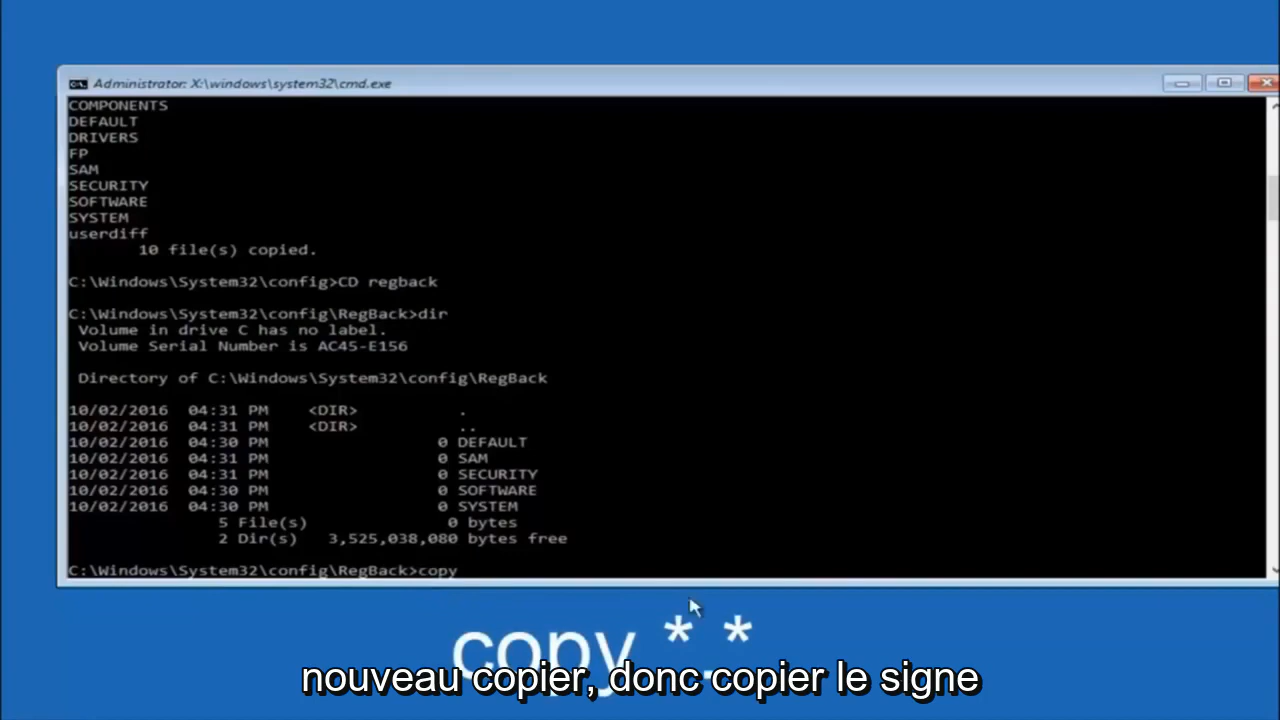 Administrator: X:\windows\system32\cmd.exe
COMPONENTS
DEFAULT
DRIVERS
FP
SAM
SECURITY
SOFTWARE
SYSTEM
userdiff
10 file(s) copied.
C:\Windows\System32\config>CD regback
C:\Windows\System32\config\RegBack>dir
Volume in drive C has no label.
Volume Serial Number is AC45-E156
Directory of C:\Windows\System32\config\RegBack
10/02/2016 04:31 PM <DIR> .
10/02/2016 04:31 PM <DIR> ..
10/02/2016 04:30 PM 0 DEFAULT
10/02/2016 04:31 PM 0 SAM
10/02/2016 04:31 PM 0 SECURITY
10/02/2016 04:30 PM 0 SOFTWARE
10/02/2016 04:30 PM 0 SYSTEM
5 File(s) 0 bytes
2 Dir(s) 3,525,038,080 bytes free
C:\Windows\System32\config\RegBack>copy
copy *.*
nouveau copier, donc copier le signe